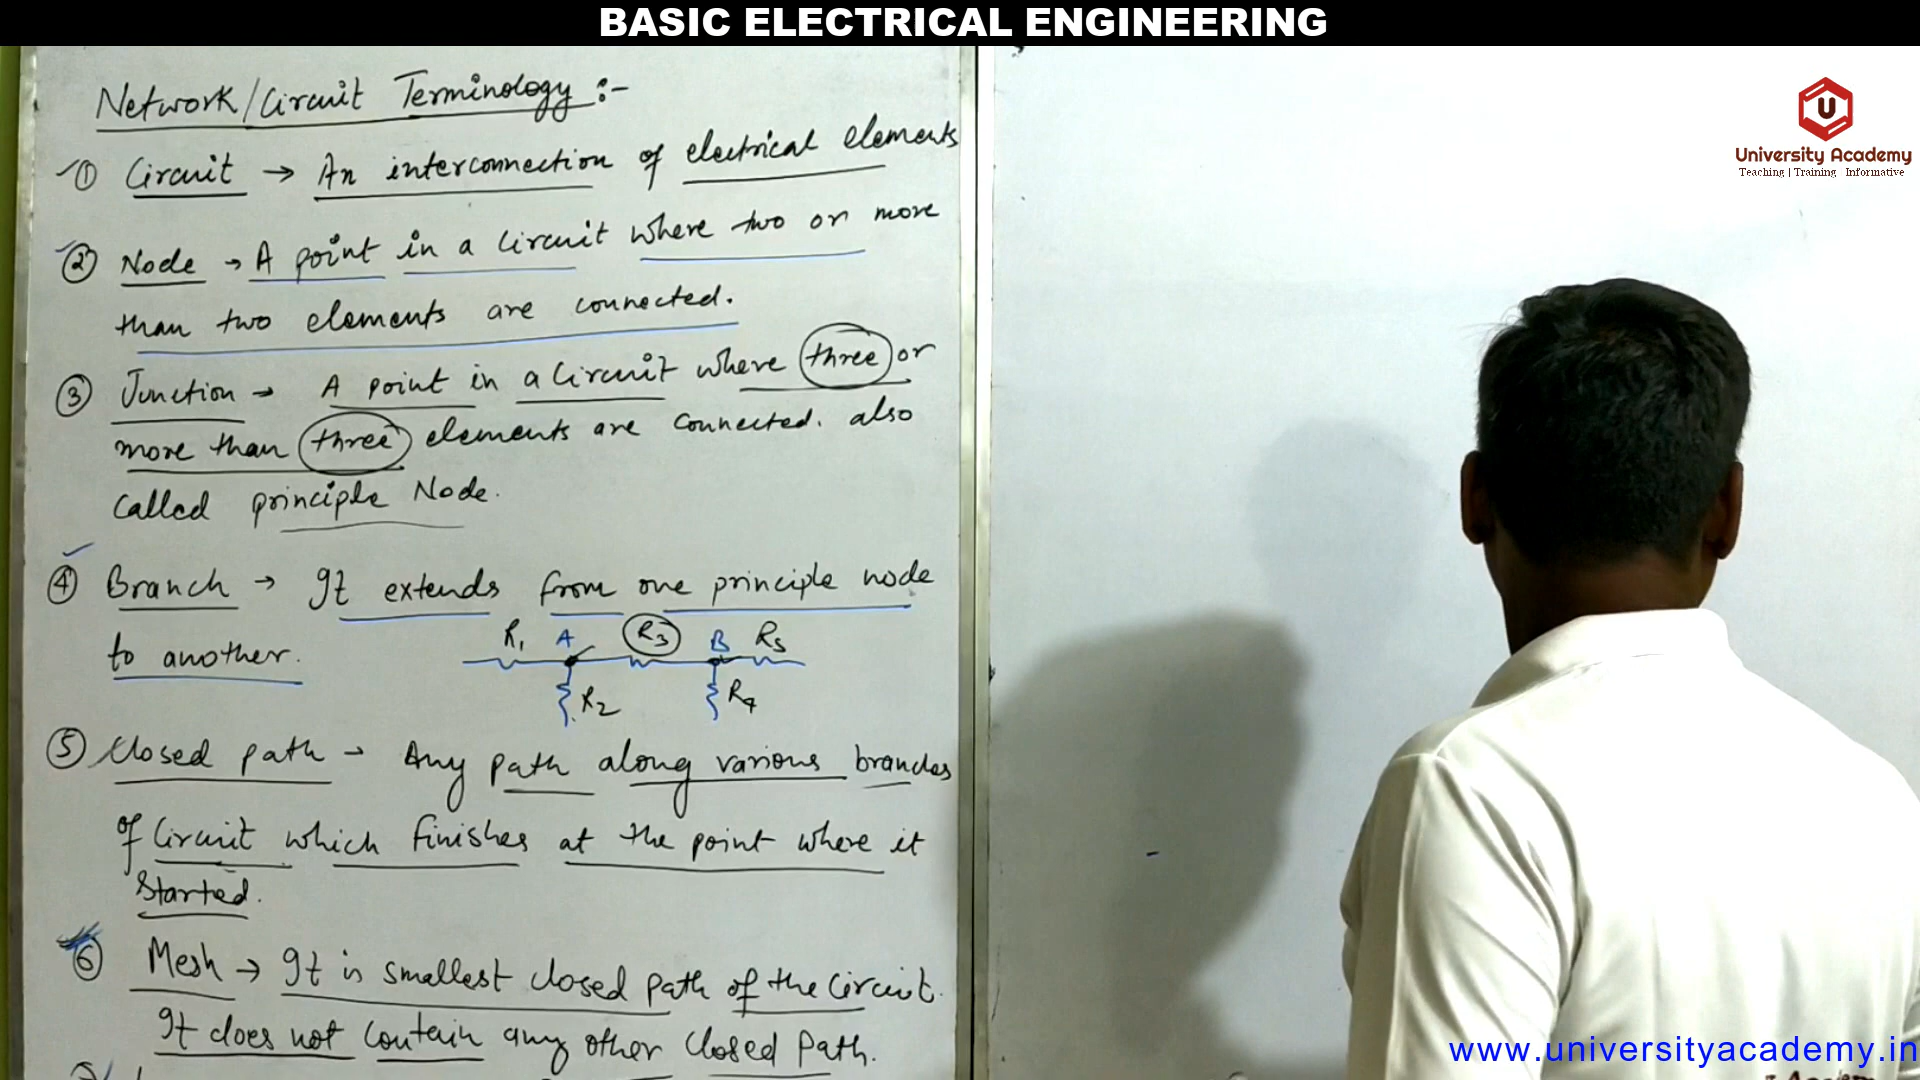 BASIC ELECTRICAL ENGINEERING
Network/Circuit Terminology :-
① Circuit → An interconnection of electrical elements
② Node → A point in a circuit where two or more
than two elements are connected.
③ Junction → A point in a circuit where three or
more than three elements are connected. also
called principle Node.
④ Branch → It extends from one principle node
to another.
R1 A R3 B R5
R2 R4
⑤ Closed path → Any path along various branches
of circuit which finishes at the point where it
started.
⑥ Mesh → It is smallest closed path of the circuit.
It does not contain any other closed path.
U
University Academy
Teaching | Training | Informative
www.universityacademy.in